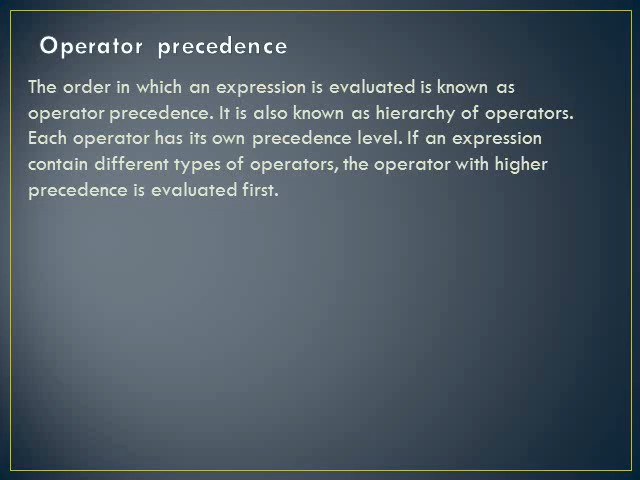 Operator precedence
The order in which an expression is evaluated is known as
operator precedence. It is also known as hierarchy of operators.
Each operator has its own precedence level. If an expression
contain different types of operators, the operator with higher
precedence is evaluated first.